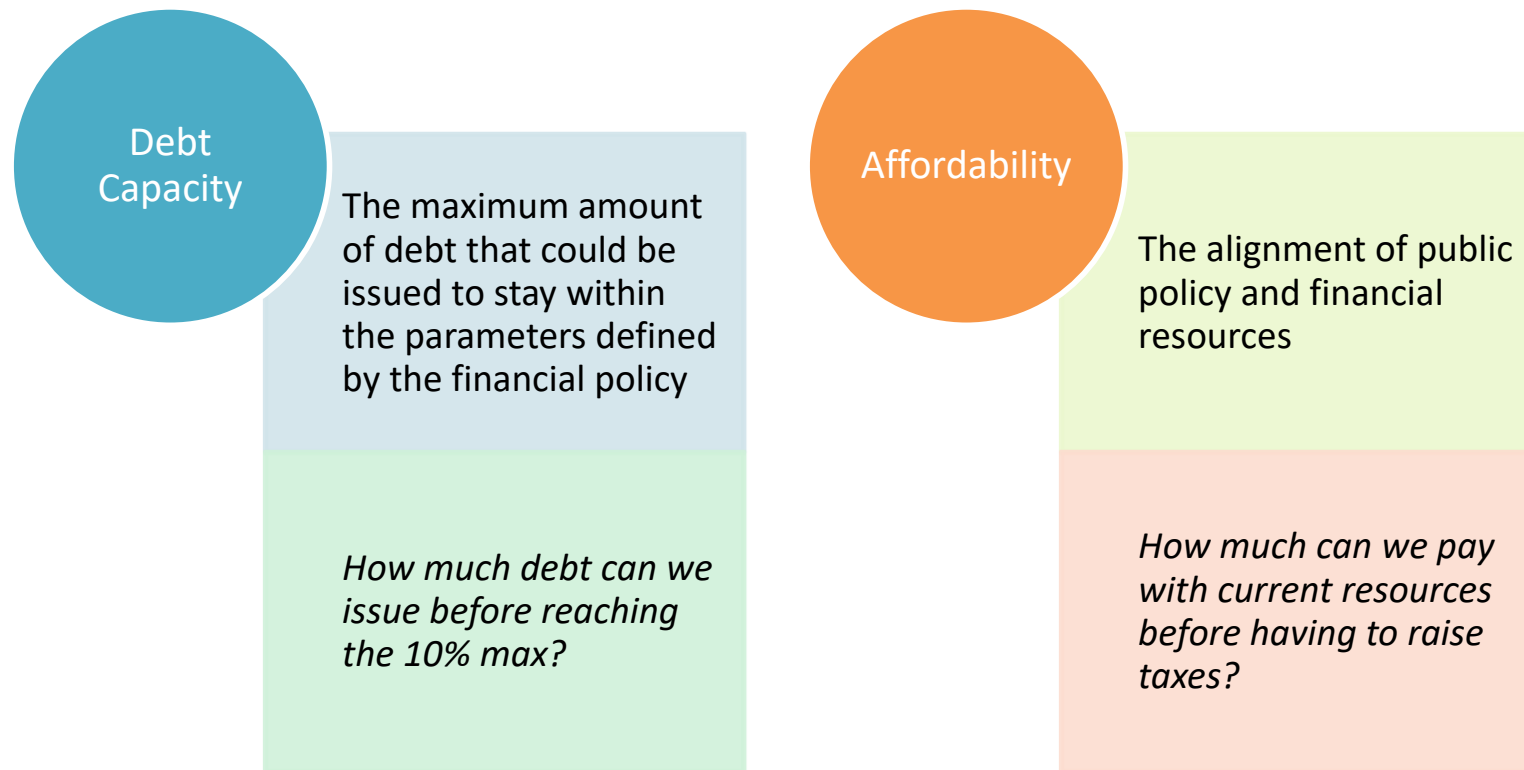 Debt
Capacity
The maximum amount
of debt that could be
issued to stay within
the parameters defined
by the financial policy
How much debt can we
issue before reaching
the 10% max?
Affordability
The alignment of public
policy and financial
resources
How much can we pay
with current resources
before having to raise
taxes?